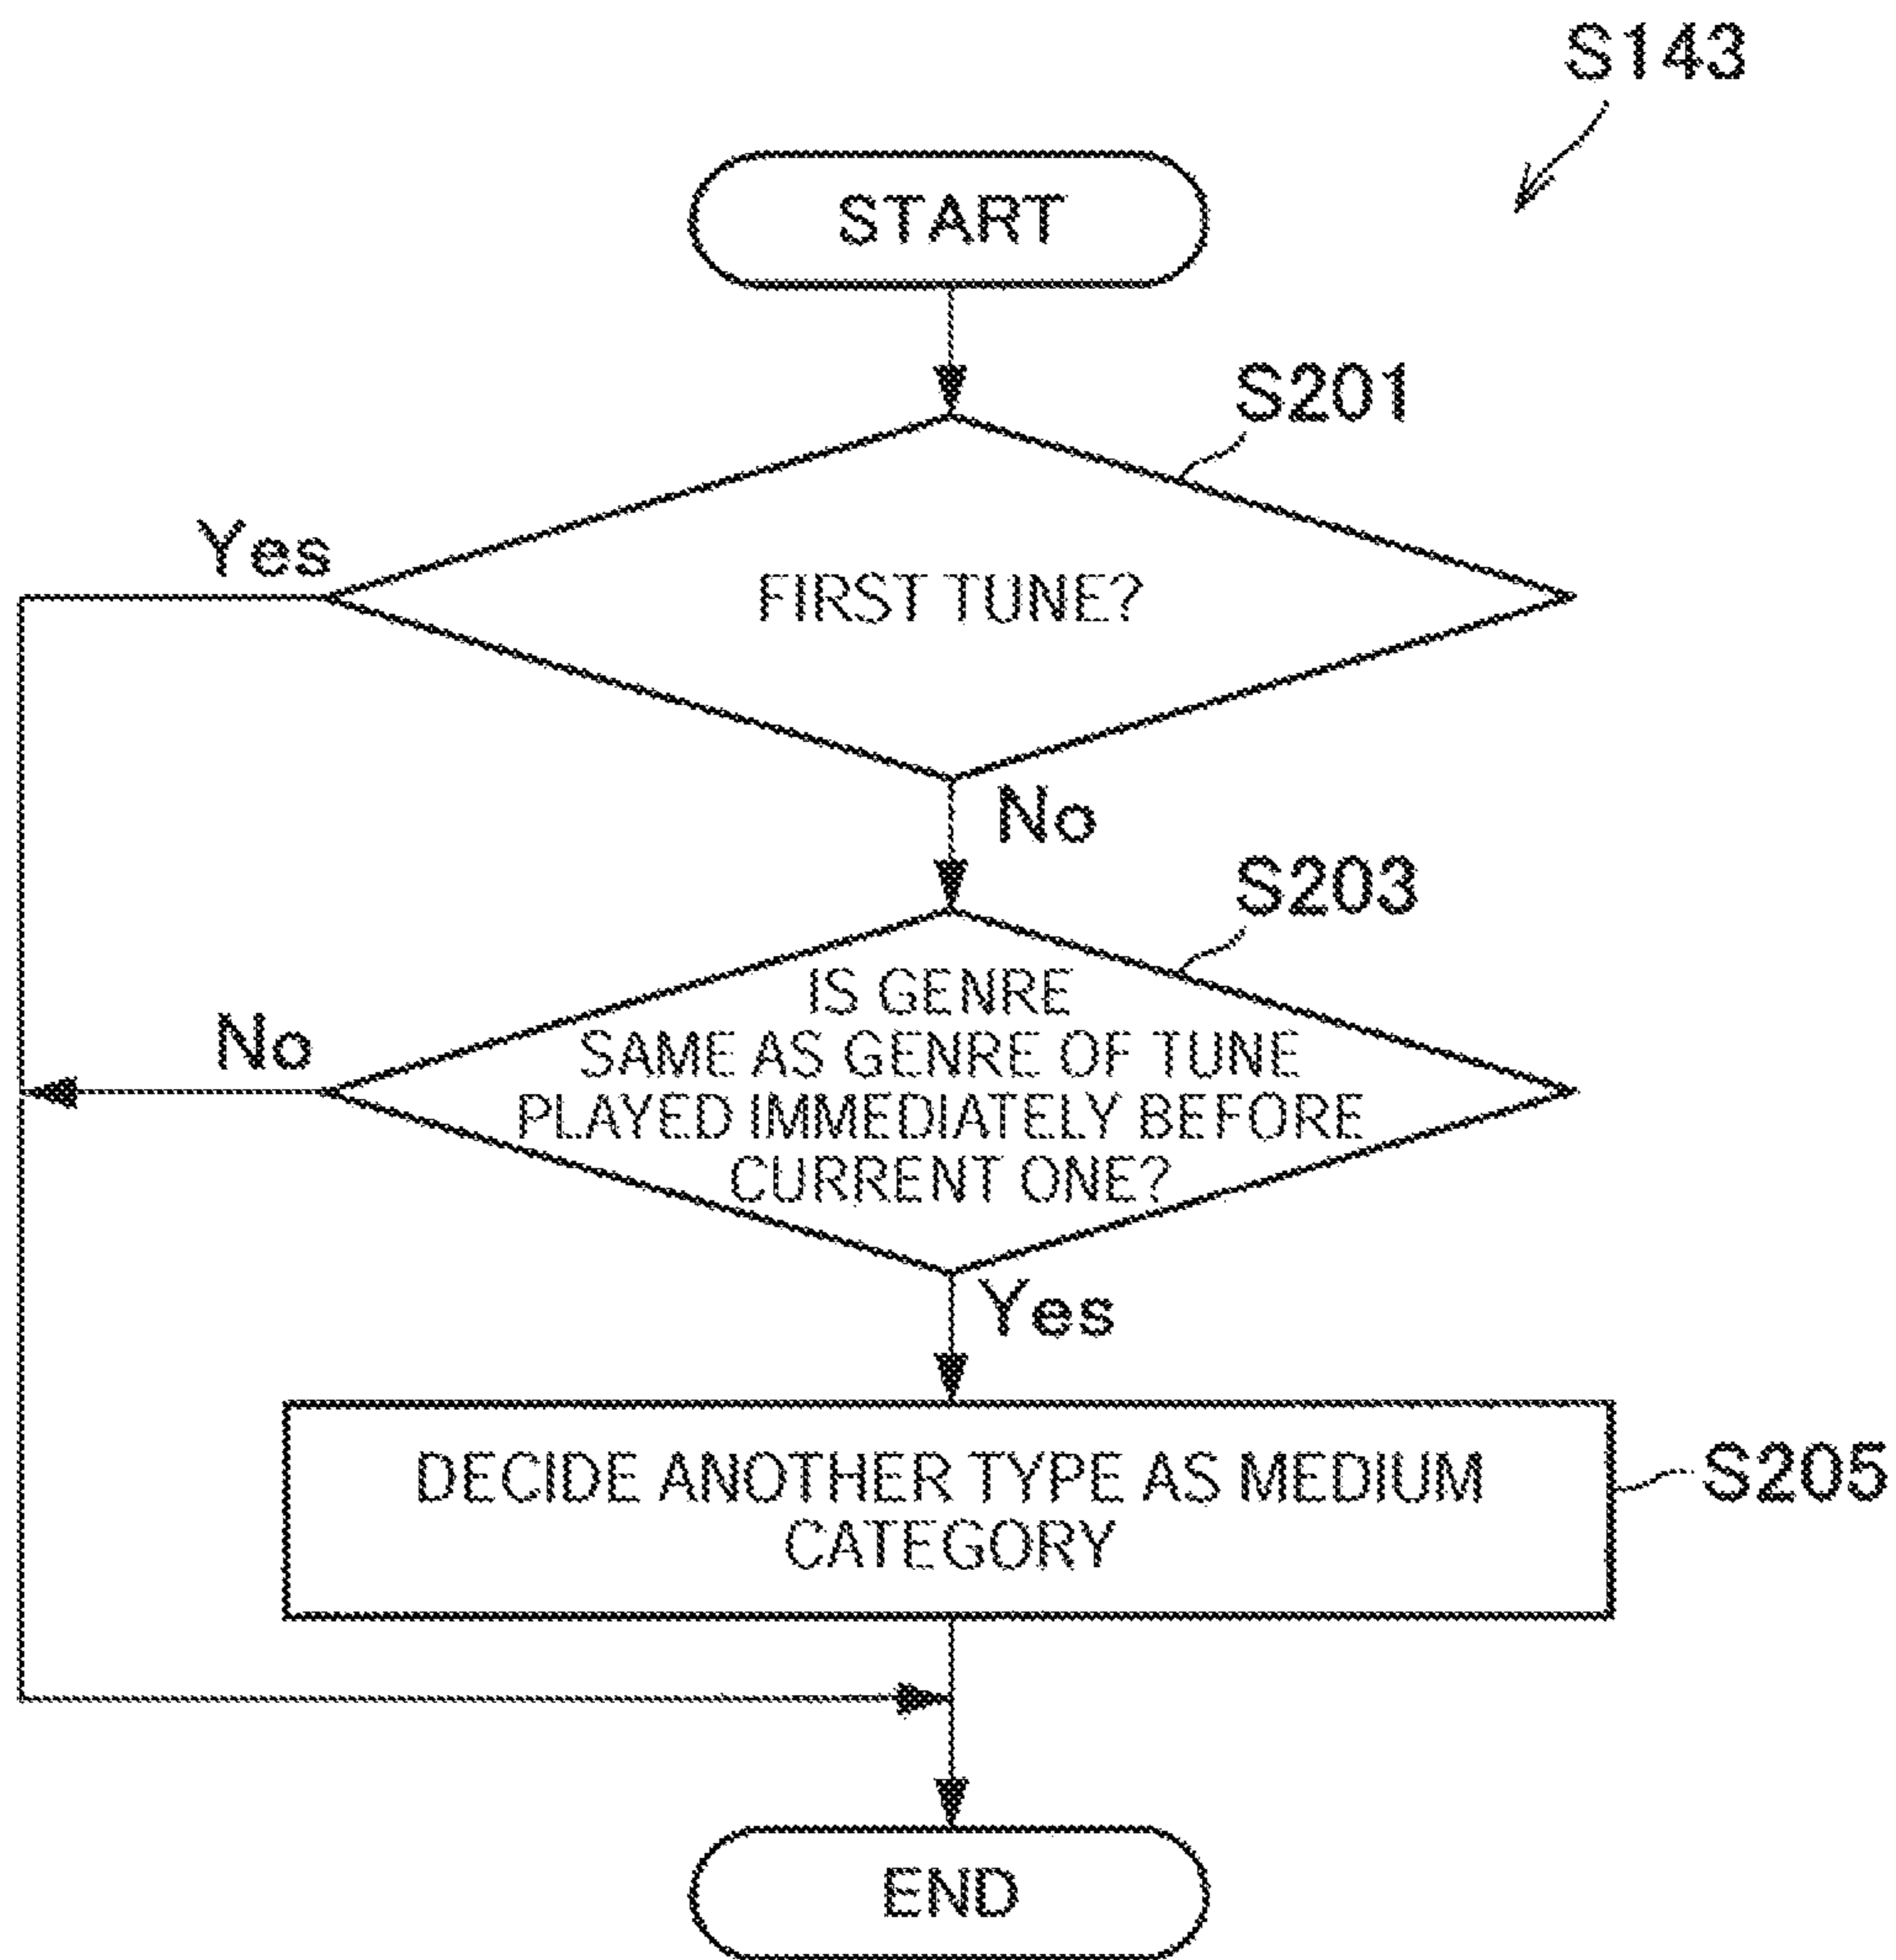 S143
START
S201
Yes
FIRST TUNE?
No
S203
IS GENRE
No
SAME AS GENRE OF TUNE
PLAYED IMMEDIATELY BEFORE
CURRENT ONE?
Yes
DECIDE ANOTHER TYPE AS MEDIUM
CATEGORY
S205
END